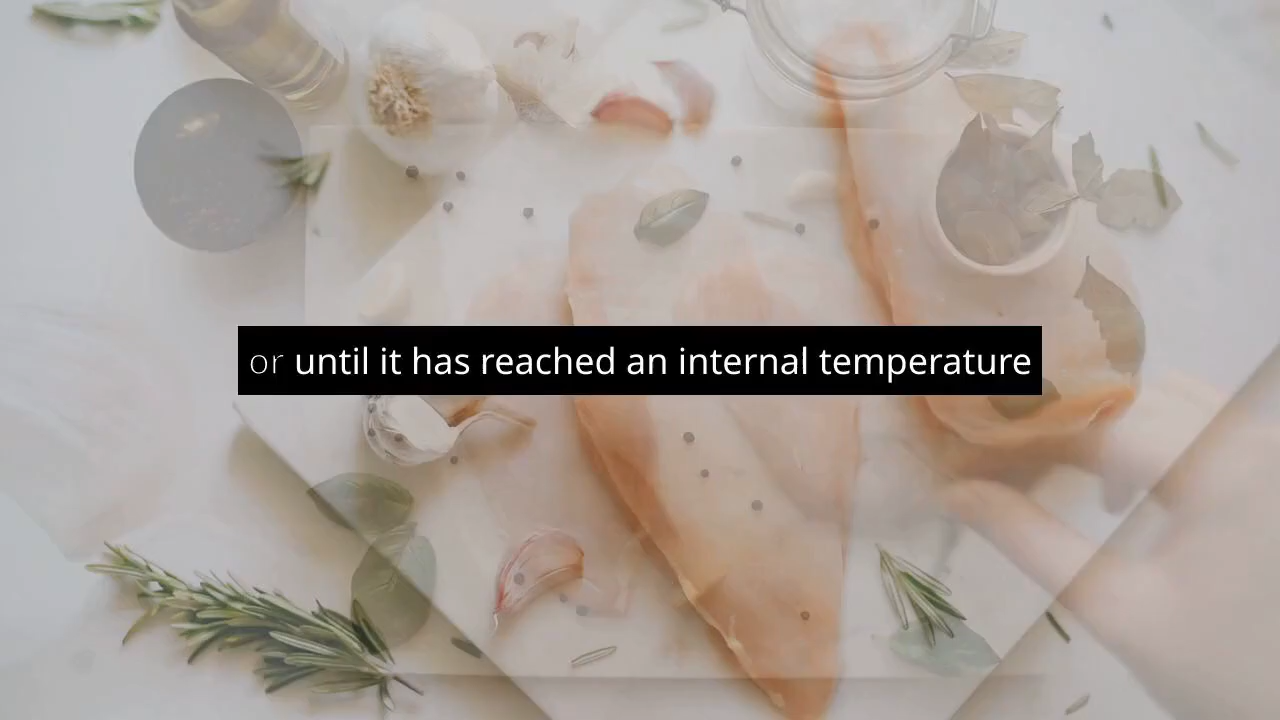 or until it has reached an internal temperature